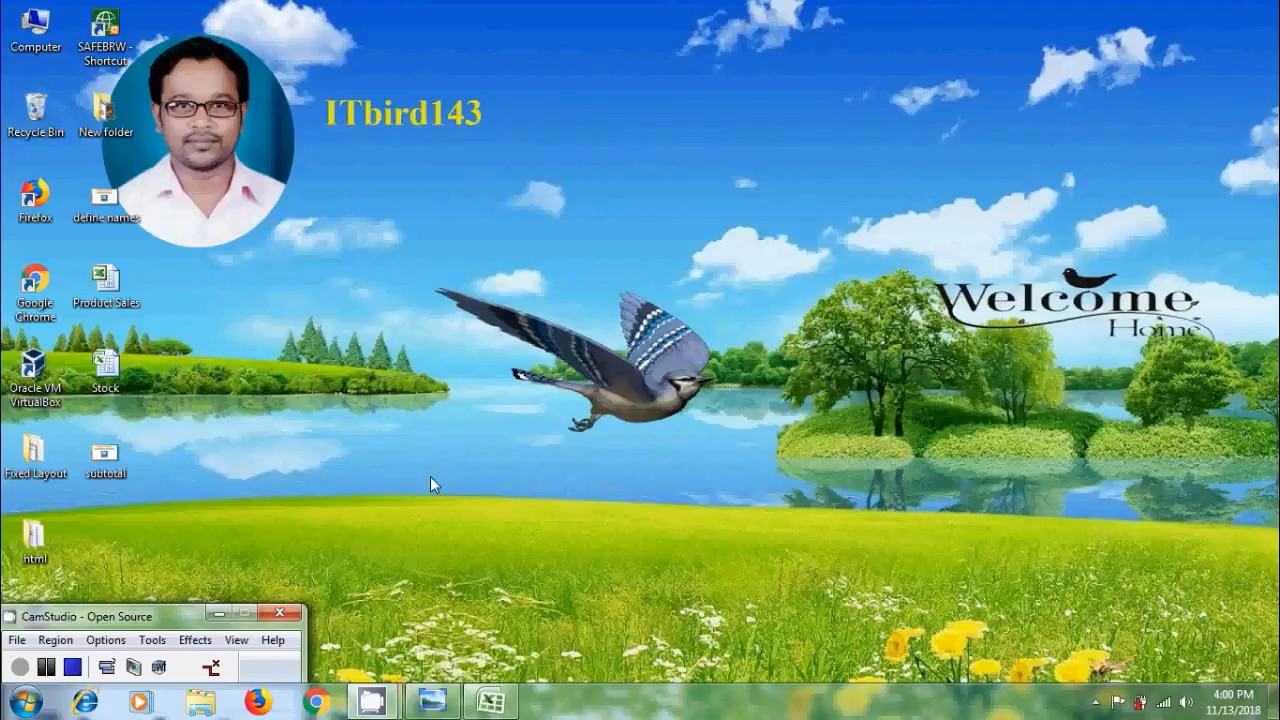 Computer
SAFEBRW -
Shortcut
Recycle Bin
New folder
ITbird143
Firefox
define names
Google
Chrome
Product Sales
Welcome
Home
Oracle VM
VirtualBox
Stock
Fixed Layout
subtotal
html
CamStudio - Open Source
File Region Options Tools Effects View Help
4:00 PM
11/13/2018